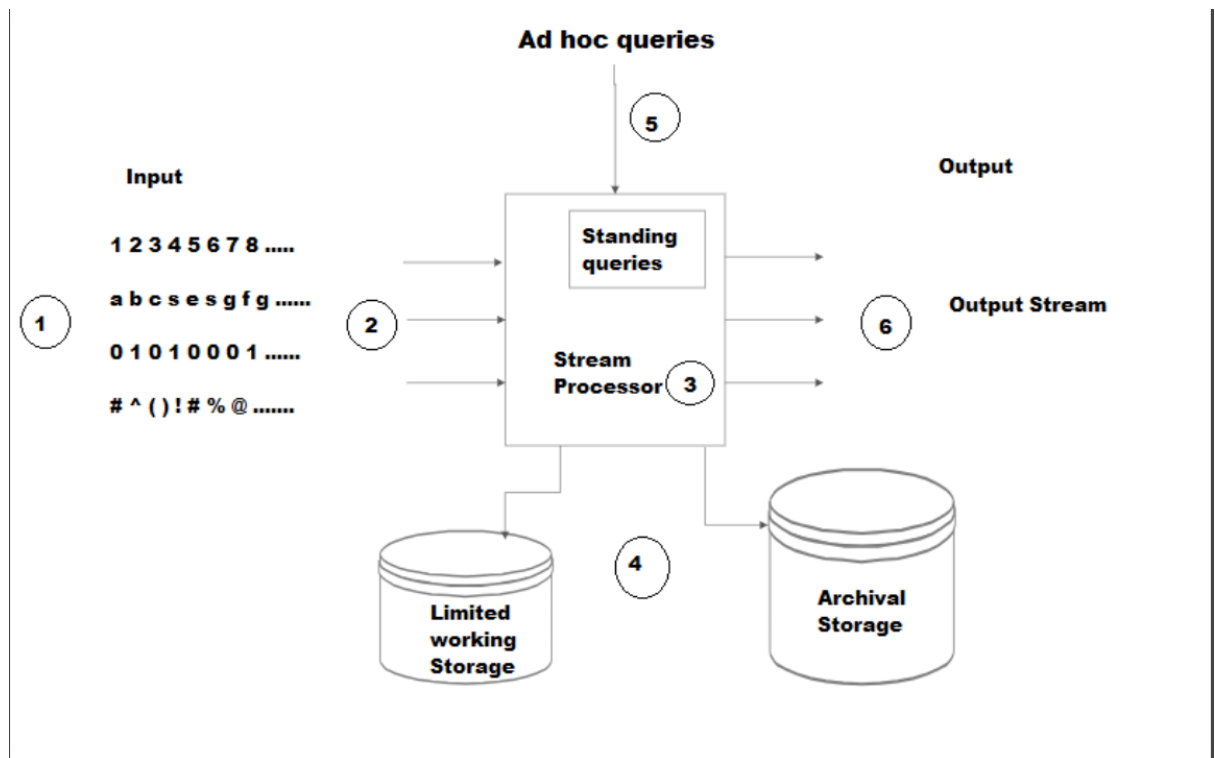 Ad hoc queries
5
Input
Output
1 2 3 4 5 6 7 8 .....
Standing
queries
a b c s e s g f g ......
1
2
6
Output Stream
0 1 0 1 0 0 0 1 ......
Stream
Processor
3
# ^ ( ) ! # % @ .......
4
Limited
working
Storage
Archival
Storage